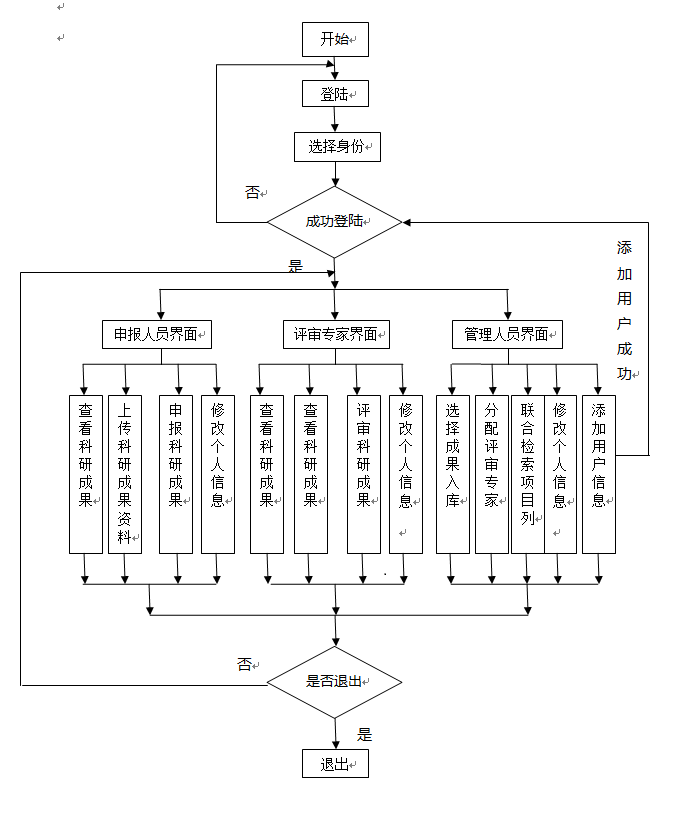 开始
登陆
选择身份
否
成功登陆
添加用户成功
是
申报人员界面
评审专家界面
管理人员界面
查看科研成果
上传科研成果资料
申报科研成果
修改个人信息
查看科研成果
查看科研成果
评审科研成果
修改个人信息
选择成果入库
分配评审专家
联合检索项目列
修改个人信息
添加用户信息
否
是否退出
是
退出